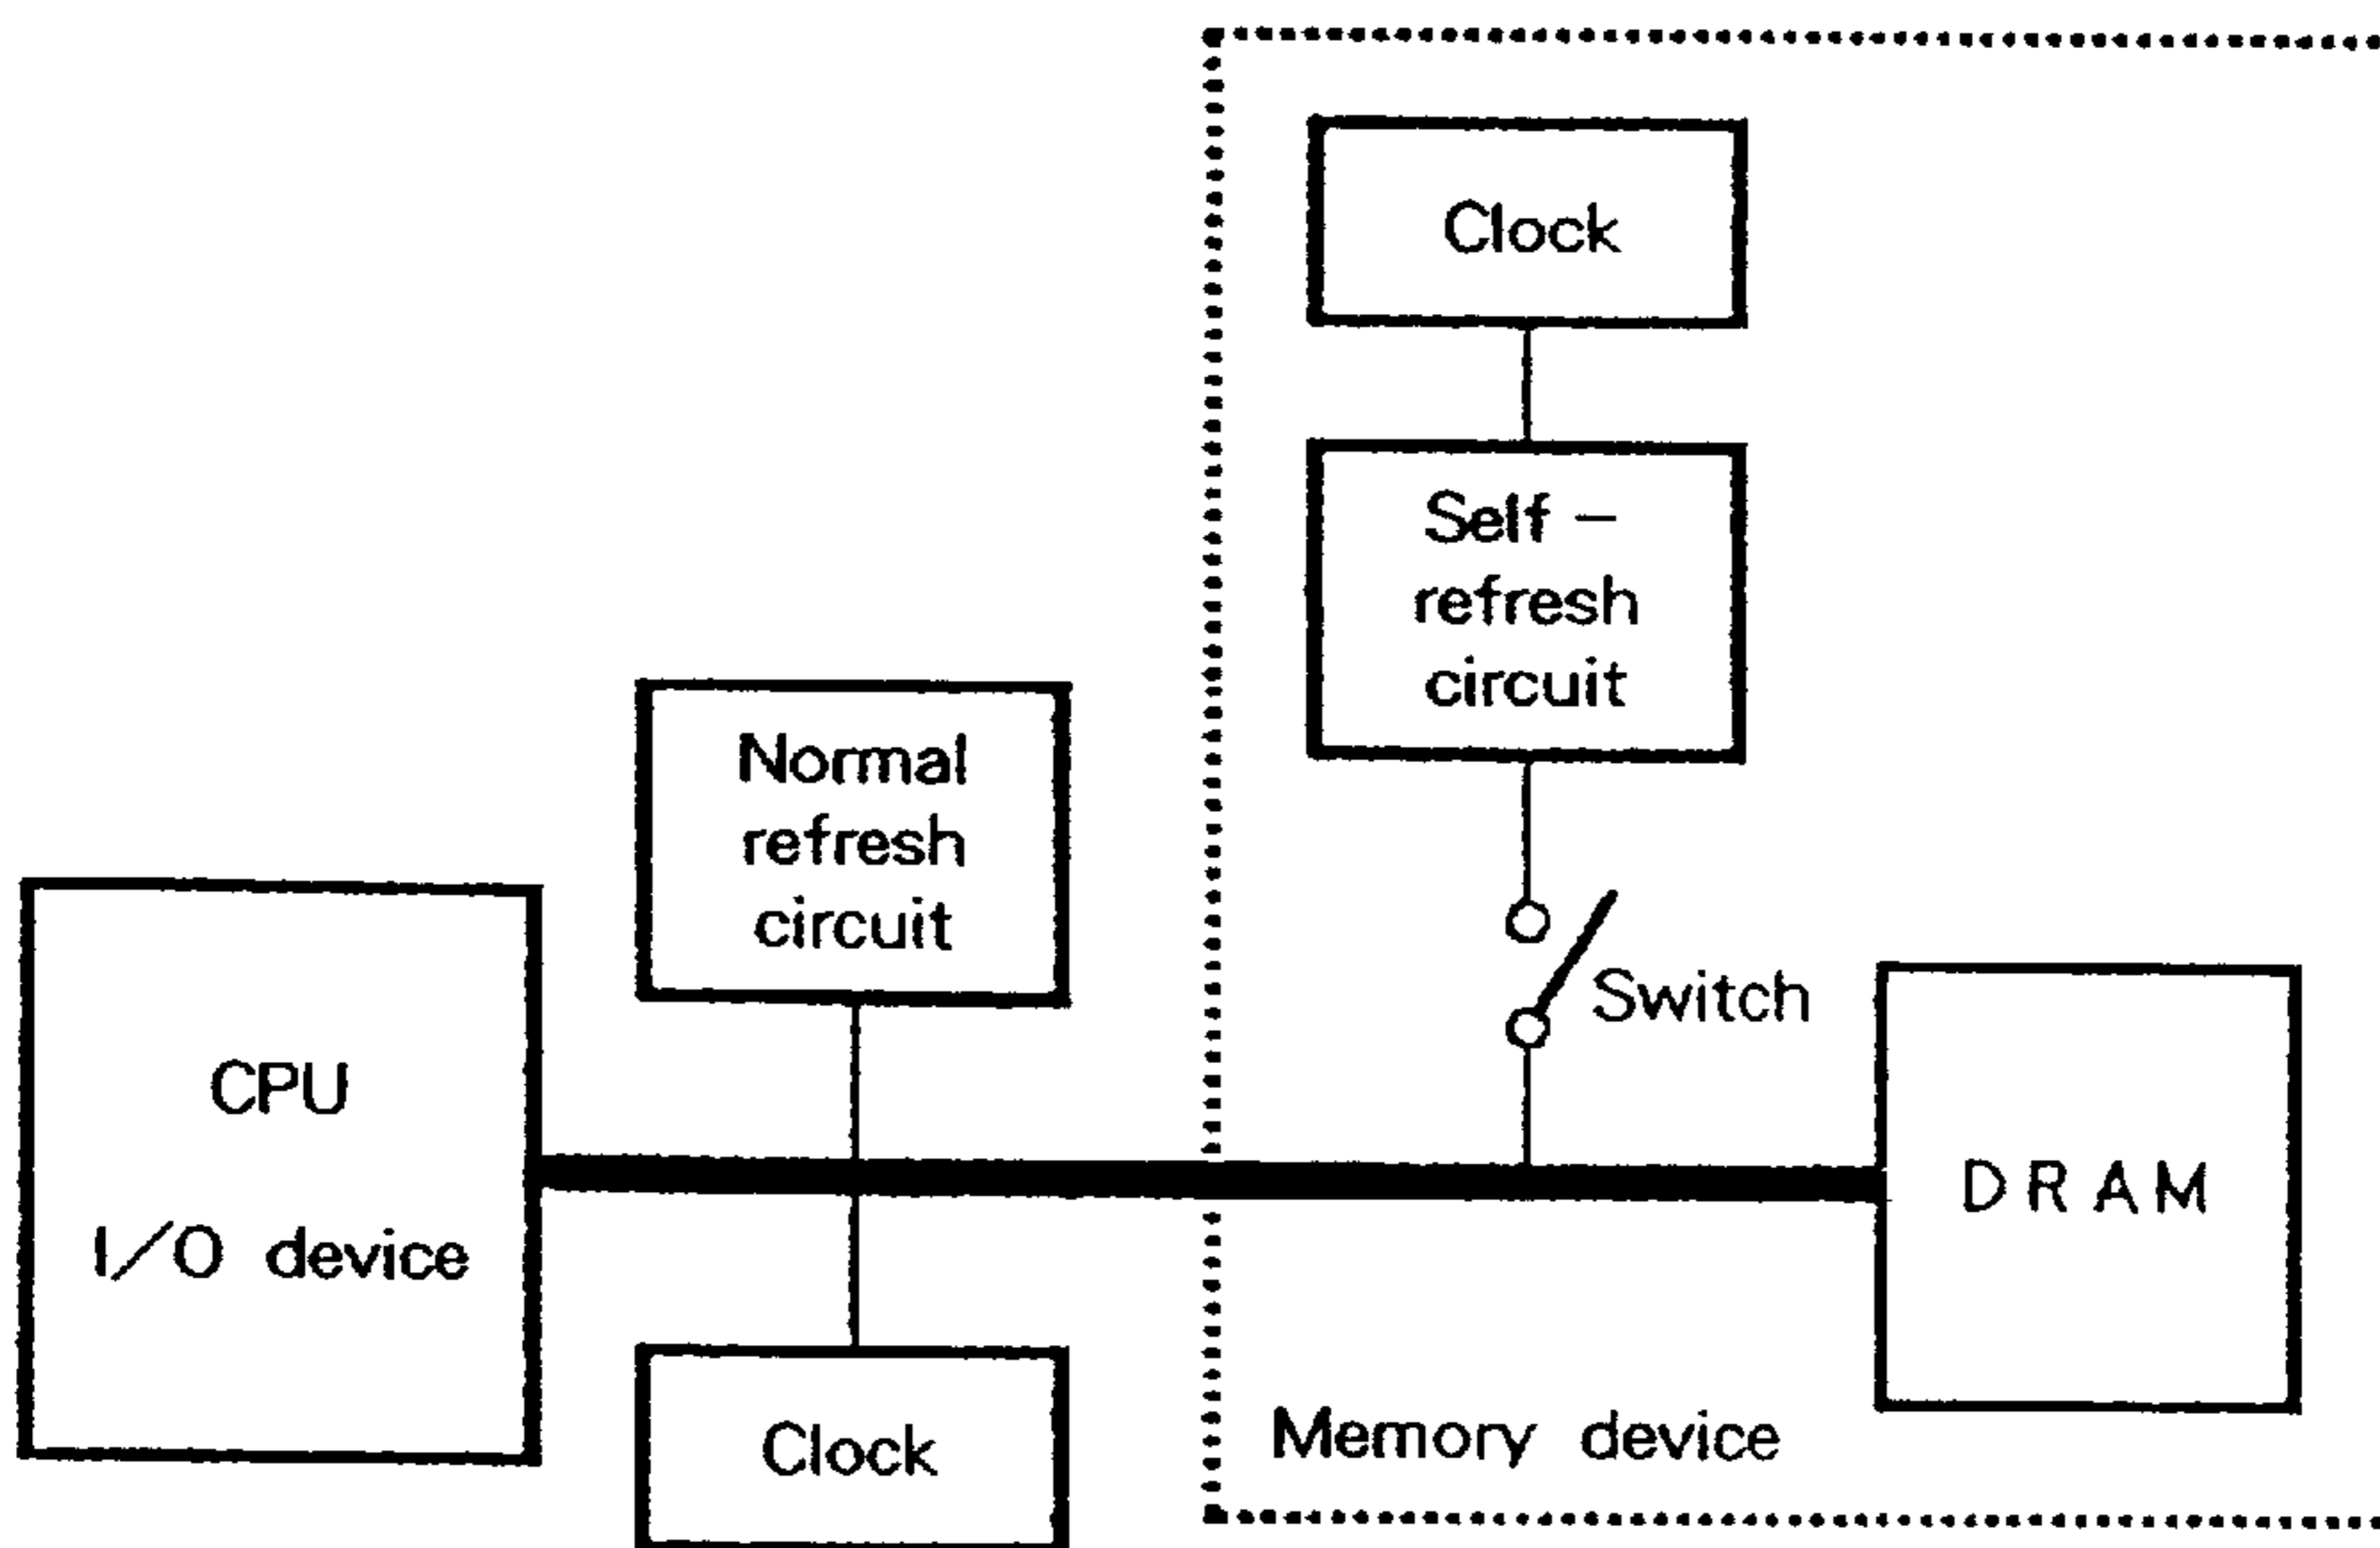 Clock
Self –
refresh
circuit
Normal
refresh
circuit
Switch
CPU
I/O device
DRAM
Clock
Memory device